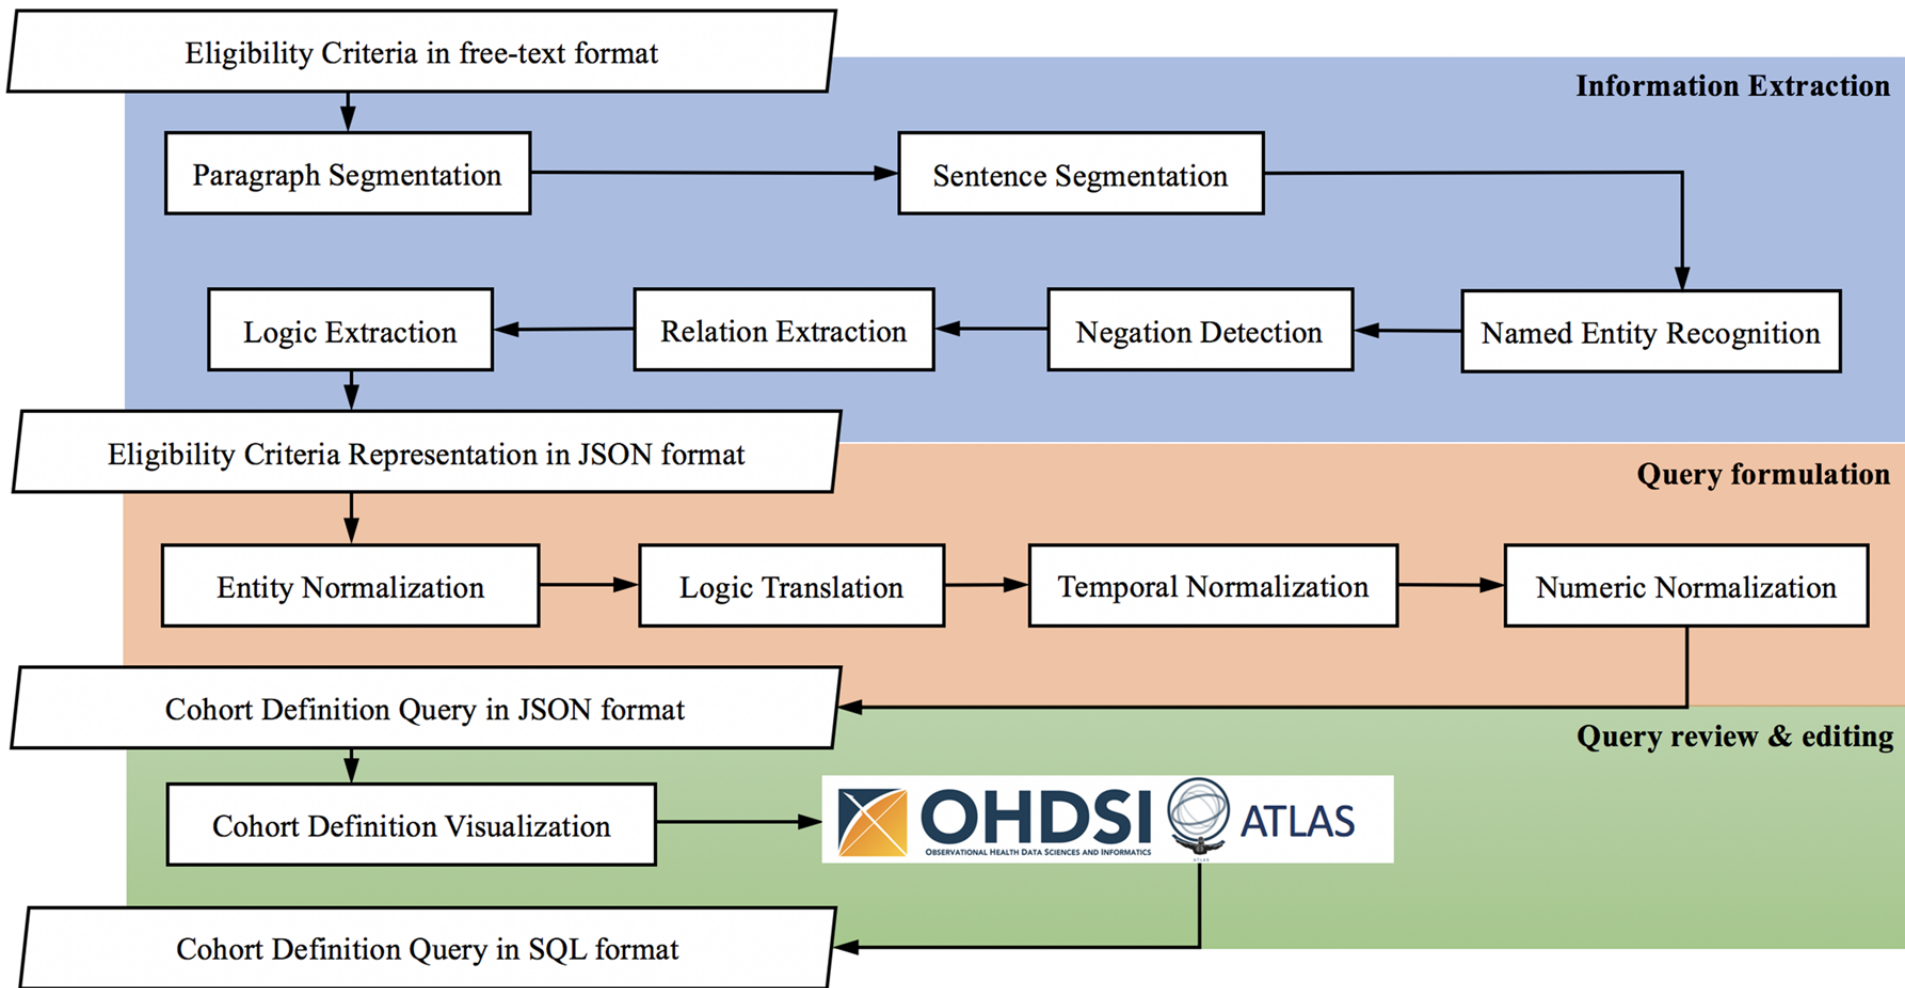 Eligibility Criteria in free-text format
Information Extraction
Paragraph Segmentation
Sentence Segmentation
Logic Extraction
Relation Extraction
Negation Detection
Named Entity Recognition
Eligibility Criteria Representation in JSON format
Query formulation
Entity Normalization
Logic Translation
Temporal Normalization
Numeric Normalization
Cohort Definition Query in JSON format
Query review & editing
Cohort Definition Visualization
OHDSI
OBSERVATIONAL HEALTH DATA SCIENCES AND INFORMATICS
ATLAS
ATLAS
Cohort Definition Query in SQL format